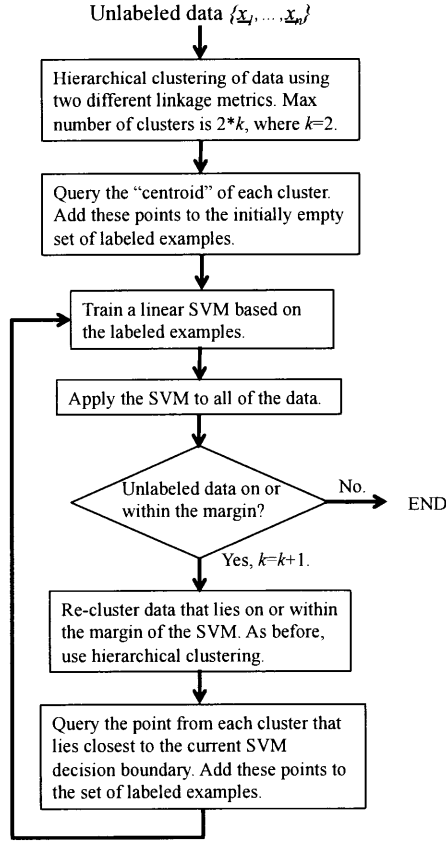 Unlabeled data {x1, ... ,xn}
Hierarchical clustering of data using
two different linkage metrics. Max
number of clusters is 2*k, where k=2.
Query the “centroid” of each cluster.
Add these points to the initially empty
set of labeled examples.
Train a linear SVM based on
the labeled examples.
Apply the SVM to all of the data.
Unlabeled data on or
within the margin?
No.
END
Yes, k=k+1.
Re-cluster data that lies on or within
the margin of the SVM. As before,
use hierarchical clustering.
Query the point from each cluster that
lies closest to the current SVM
decision boundary. Add these points to
the set of labeled examples.